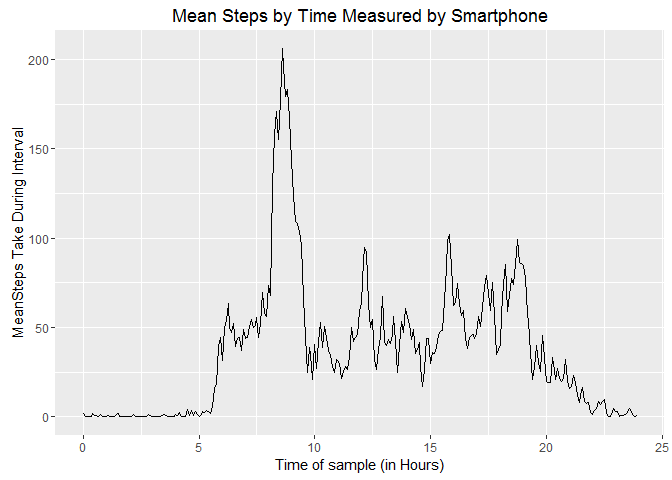 Mean Steps by Time Measured by Smartphone
MeanSteps Take During Interval
200
150
100
50
0
0 5 10 15 20 25
Time of sample (in Hours)